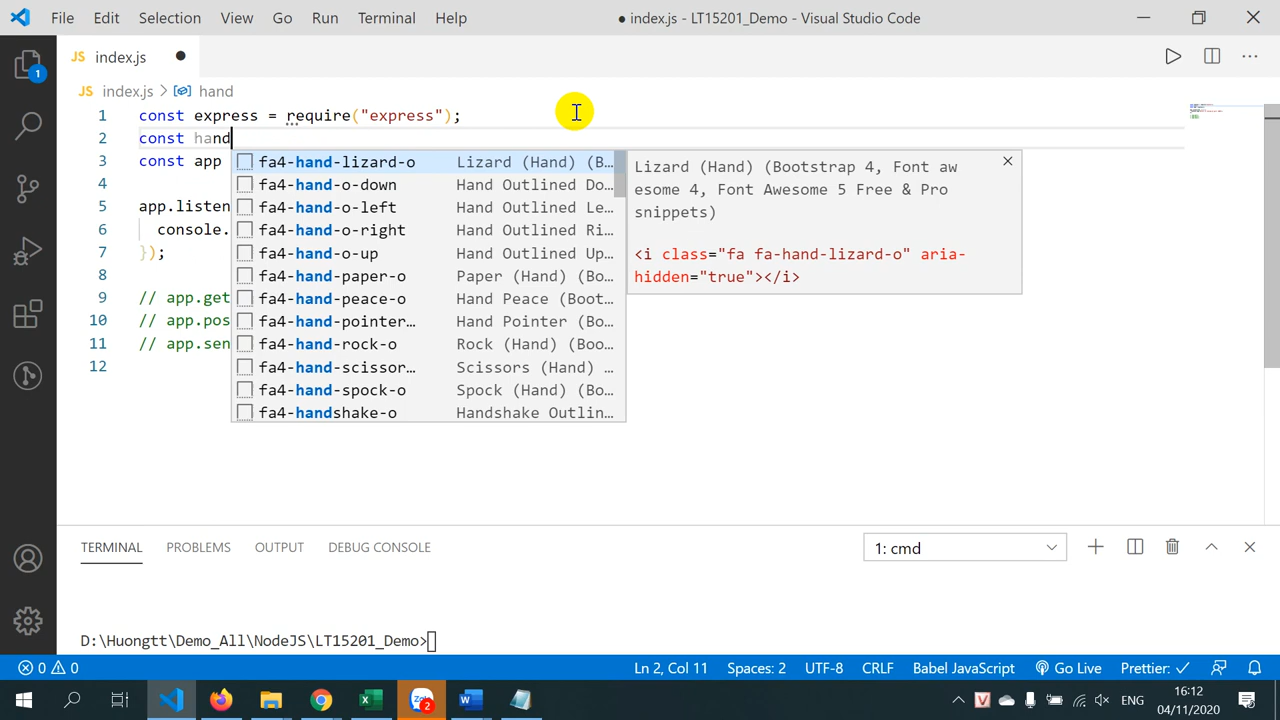 File Edit Selection View Go Run Terminal Help
● index.js - LT15201_Demo - Visual Studio Code
JS index.js ●
JS index.js > hand
1 const express = require("express");
2 const hand
3 const app
4
5 app.listen
6 console.
7 });
8
9 // app.get
10 // app.pos
11 // app.sen
12
fa4-hand-lizard-o Lizard (Hand) (B…
fa4-hand-o-down Hand Outlined Do…
fa4-hand-o-left Hand Outlined Le…
fa4-hand-o-right Hand Outlined Ri…
fa4-hand-o-up Hand Outlined Up…
fa4-hand-paper-o Paper (Hand) (Bo…
fa4-hand-peace-o Hand Peace (Boot…
fa4-hand-pointer… Hand Pointer (Bo…
fa4-hand-rock-o Rock (Hand) (Boo…
fa4-hand-scissor… Scissors (Hand) …
fa4-hand-spock-o Spock (Hand) (Bo…
fa4-handshake-o Handshake Outlin…
Lizard (Hand) (Bootstrap 4, Font aw
esome 4, Font Awesome 5 Free & Pro
snippets)
<i class="fa fa-hand-lizard-o" aria-
hidden="true"></i>
1
TERMINAL PROBLEMS OUTPUT DEBUG CONSOLE
1: cmd
D:\Huongtt\Demo_All\NodeJS\LT15201_Demo>
0 0
Ln 2, Col 11 Spaces: 2 UTF-8 CRLF Babel JavaScript Go Live Prettier: ✓
Zalo 2
ENG
16:12
04/11/2020